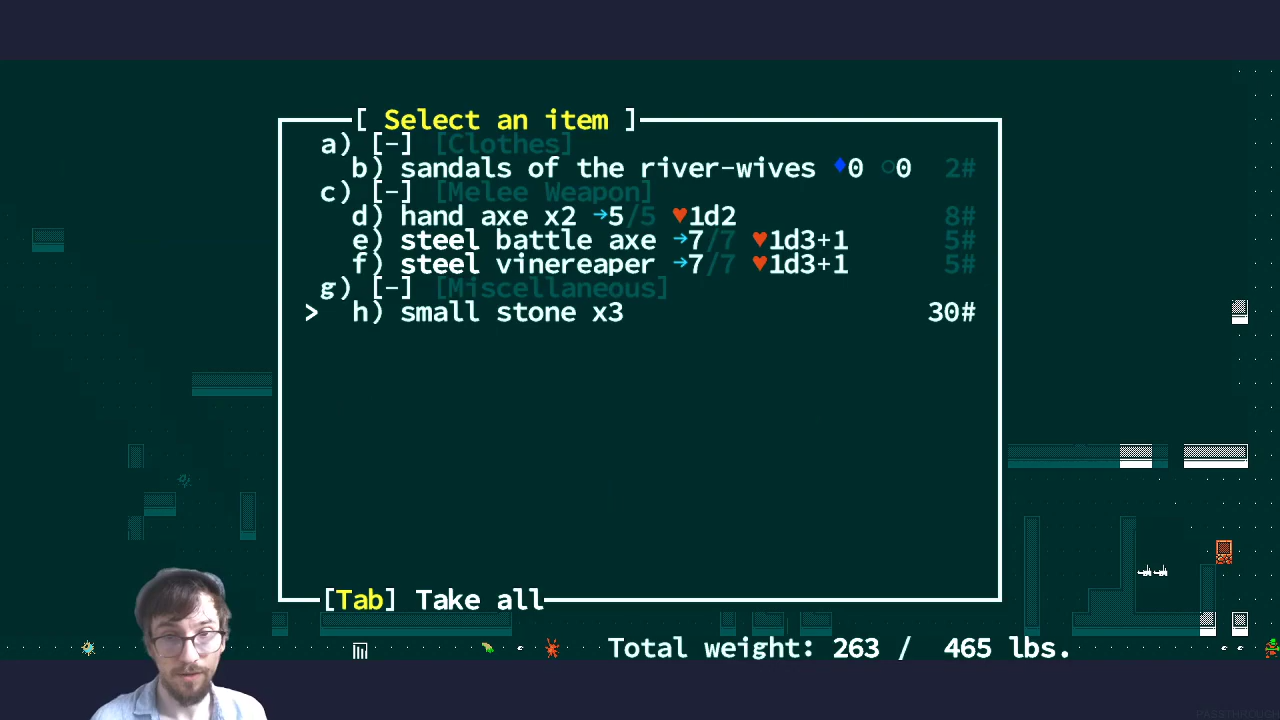 [ Select an item ]
a) [-] [Clothes]
b) sandals of the river-wives ♦0 ○0 2#
c) [-] [Melee Weapon]
d) hand axe x2 →5/5 ♥1d2 8#
e) steel battle axe →7/7 ♥1d3+1 5#
f) steel vinereaper →7/7 ♥1d3+1 5#
g) [-] [Miscellaneous]
> h) small stone x3 30#
[Tab] Take all
Total weight: 263 / 465 lbs.